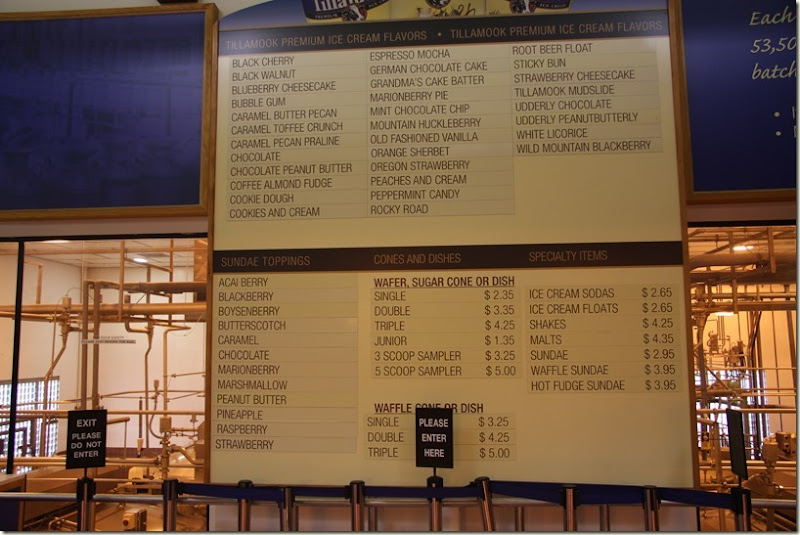 Tillamook
TILLAMOOK PREMIUM ICE CREAM FLAVORS • TILLAMOOK PREMIUM ICE CREAM FLAVORS
BLACK CHERRY
BLACK WALNUT
BLUEBERRY CHEESECAKE
BUBBLE GUM
CARAMEL BUTTER PECAN
CARAMEL TOFFEE CRUNCH
CARAMEL PECAN PRALINE
CHOCOLATE
CHOCOLATE PEANUT BUTTER
COFFEE ALMOND FUDGE
COOKIE DOUGH
COOKIES AND CREAM
ESPRESSO MOCHA
GERMAN CHOCOLATE CAKE
GRANDMA'S CAKE BATTER
MARIONBERRY PIE
MINT CHOCOLATE CHIP
MOUNTAIN HUCKLEBERRY
OLD FASHIONED VANILLA
ORANGE SHERBET
OREGON STRAWBERRY
PEACHES AND CREAM
PEPPERMINT CANDY
ROCKY ROAD
ROOT BEER FLOAT
STICKY BUN
STRAWBERRY CHEESECAKE
TILLAMOOK MUDSLIDE
UDDERLY CHOCOLATE
UDDERLY PEANUTBUTTERLY
WHITE LICORICE
WILD MOUNTAIN BLACKBERRY
SUNDAE TOPPINGS
ACAI BERRY
BLACKBERRY
BOYSENBERRY
BUTTERSCOTCH
CARAMEL
CHOCOLATE
MARIONBERRY
MARSHMALLOW
PEANUT BUTTER
PINEAPPLE
RASPBERRY
STRAWBERRY
CONES AND DISHES
WAFER, SUGAR CONE OR DISH
SINGLE $ 2.35
DOUBLE $ 3.35
TRIPLE $ 4.25
JUNIOR $ 1.35
3 SCOOP SAMPLER $ 3.25
5 SCOOP SAMPLER $ 5.00
WAFFLE CONE OR DISH
SINGLE $ 3.25
DOUBLE $ 4.25
TRIPLE $ 5.00
SPECIALTY ITEMS
ICE CREAM SODAS $ 2.65
ICE CREAM FLOATS $ 2.65
SHAKES $ 4.25
MALTS $ 4.35
SUNDAE $ 2.95
WAFFLE SUNDAE $ 3.95
HOT FUDGE SUNDAE $ 3.95
Each
53,50
batch
EXIT
PLEASE
DO NOT
ENTER
PLEASE
ENTER
HERE